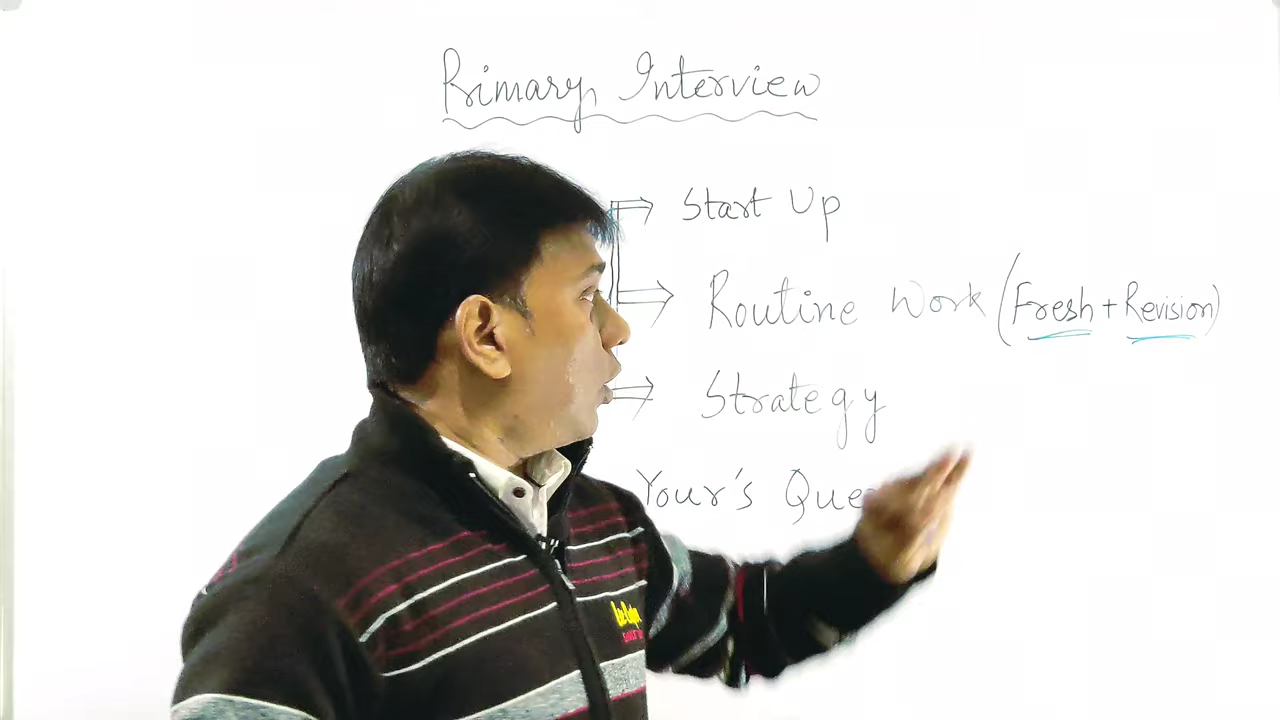 Primary Interview
Start Up
Routine Work (Fresh + Revision)
Strategy
Your's Que